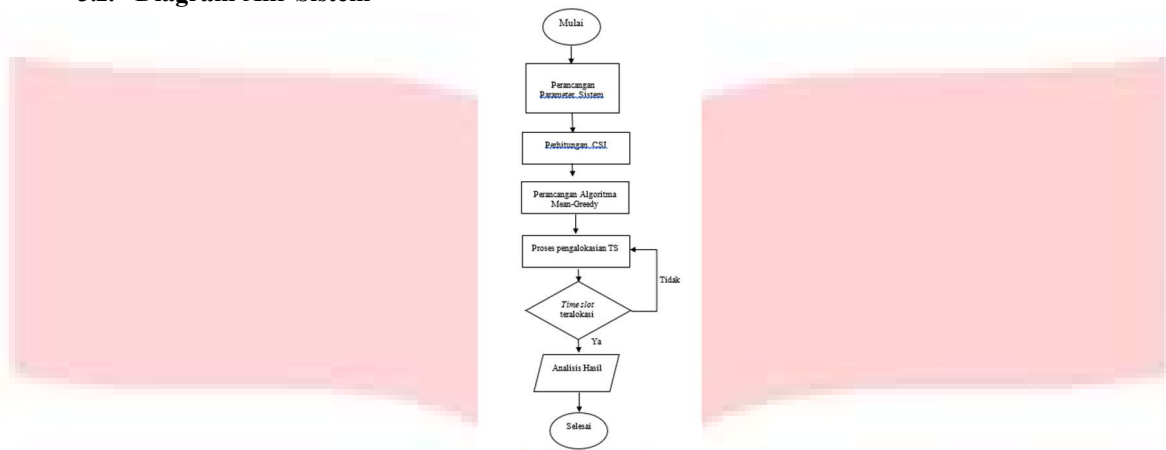 3.2. Diagram Alir Sistem
Mulai
Perancangan
Parameter Sistem
Perhitungan CSI
Perancangan Algoritma
Mean-Greedy
Proses pengalokasian TS
Tidak
Time slot
teralokasi
Ya
Analisis Hasil
Selesai